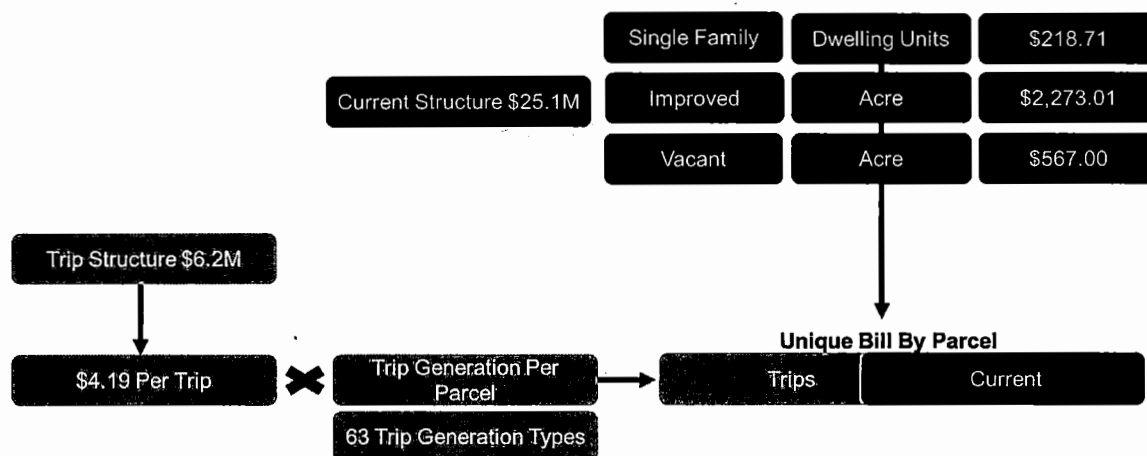 Single Family Dwelling Units $218.71
Current Structure $25.1M Improved Acre $2,273.01
Vacant Acre $567.00
Trip Structure $6.2M
Unique Bill By Parcel
$4.19 Per Trip
Trip Generation Per
Parcel
Trips Current
63 Trip Generation Types